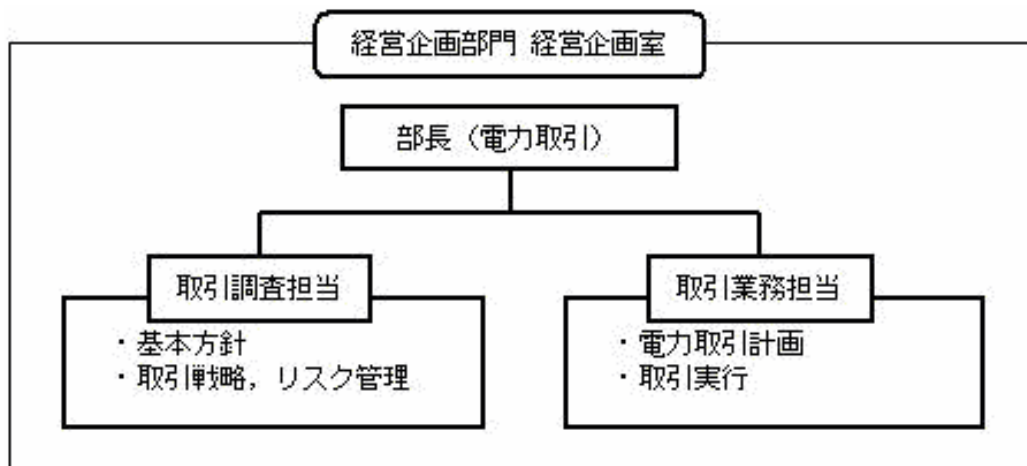 経営企画部門 経営企画室
部長（電力取引）
取引調査担当
・基本方針
・取引戦略，リスク管理
取引業務担当
・電力取引計画
・取引実行